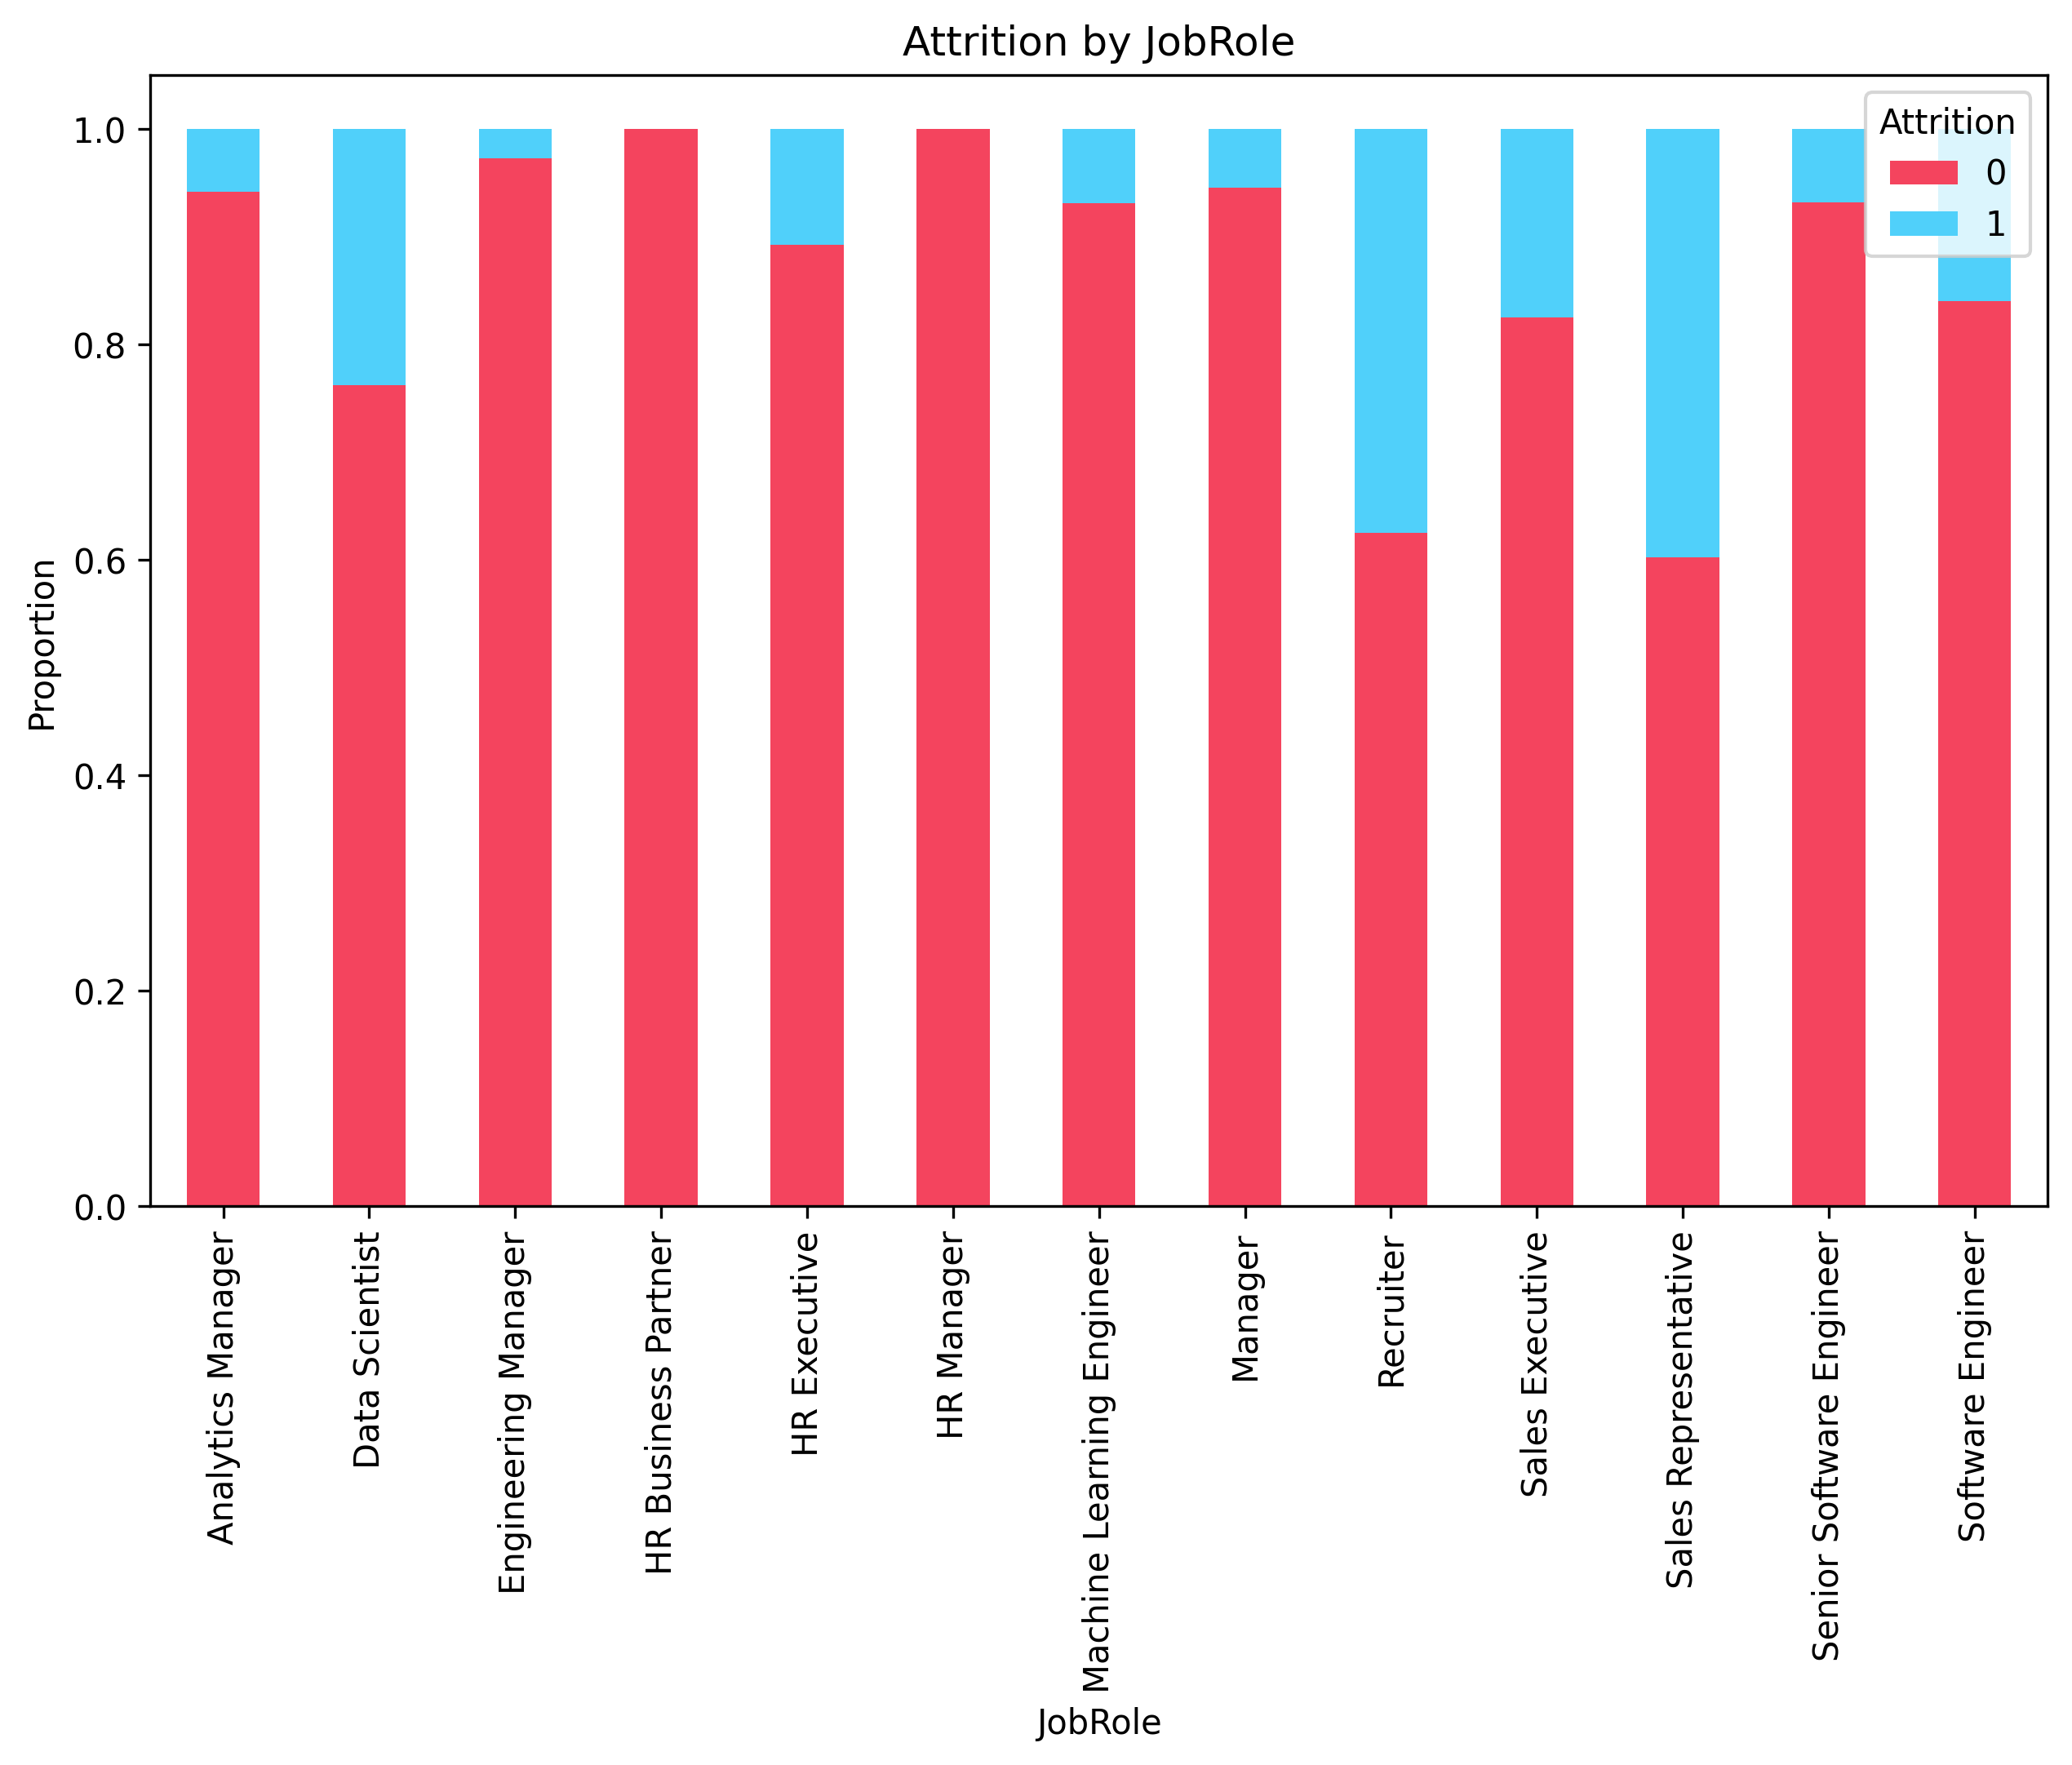 Attrition by JobRole
Attrition
0
1
Proportion
1.0
0.8
0.6
0.4
0.2
0.0
Analytics Manager
Data Scientist
Engineering Manager
HR Business Partner
HR Executive
HR Manager
Machine Learning Engineer
Manager
Recruiter
Sales Executive
Sales Representative
Senior Software Engineer
Software Engineer
JobRole